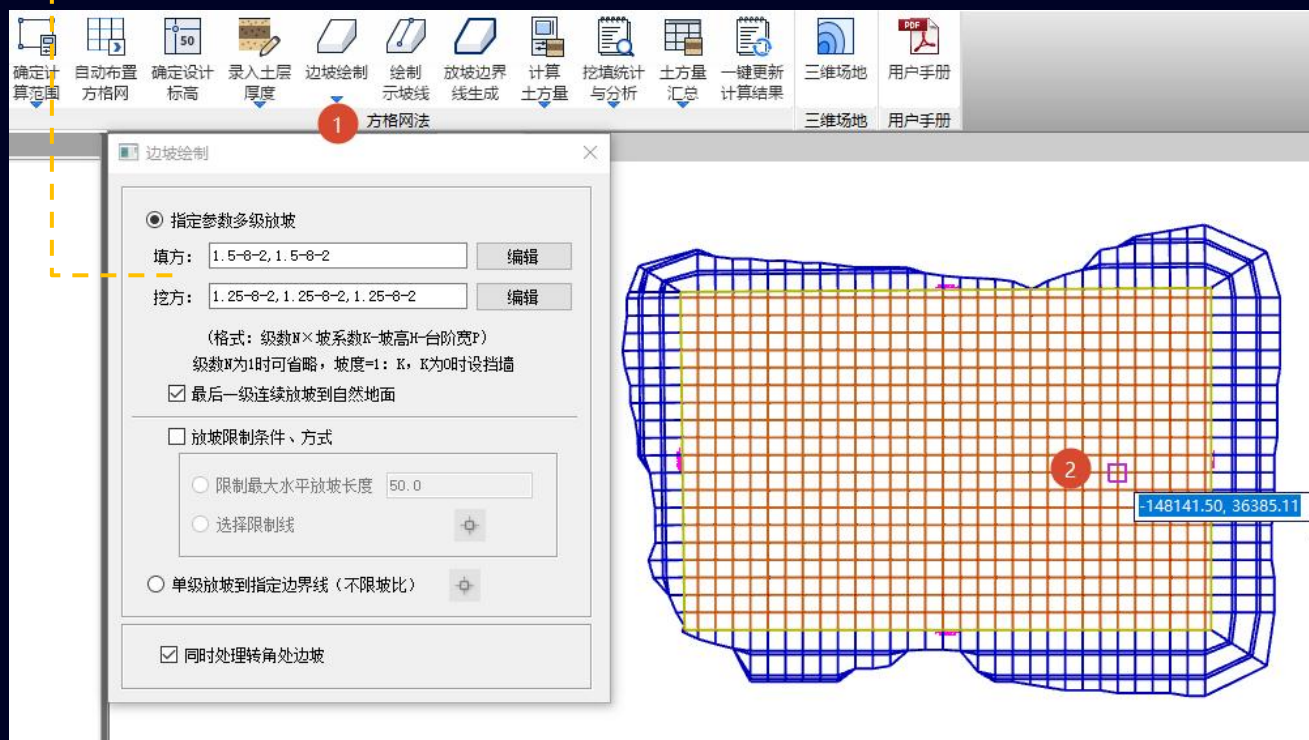 50
PDF
确定计算范围
自动布置方格网
确定设计标高
录入土层厚度
边坡绘制
绘制示坡线
放坡边界线生成
计算土方量
挖填统计与分析
土方量汇总
一键更新计算结果
三维场地
用户手册
1
方格网法
三维场地
用户手册
边坡绘制
指定参数多级放坡
填方: 1.5-8-2,1.5-8-2 编辑
挖方: 1.25-8-2,1.25-8-2,1.25-8-2 编辑
(格式: 级数N×坡系数K-坡高H-台阶宽P)
级数N为1时可省略，坡度=1: K，K为0时设挡墙
最后一级连续放坡到自然地面
放坡限制条件、方式
限制最大水平放坡长度 50.0
选择限制线
单级放坡到指定边界线（不限坡比）
同时处理转角处边坡
2
-148141.50, 36385.11